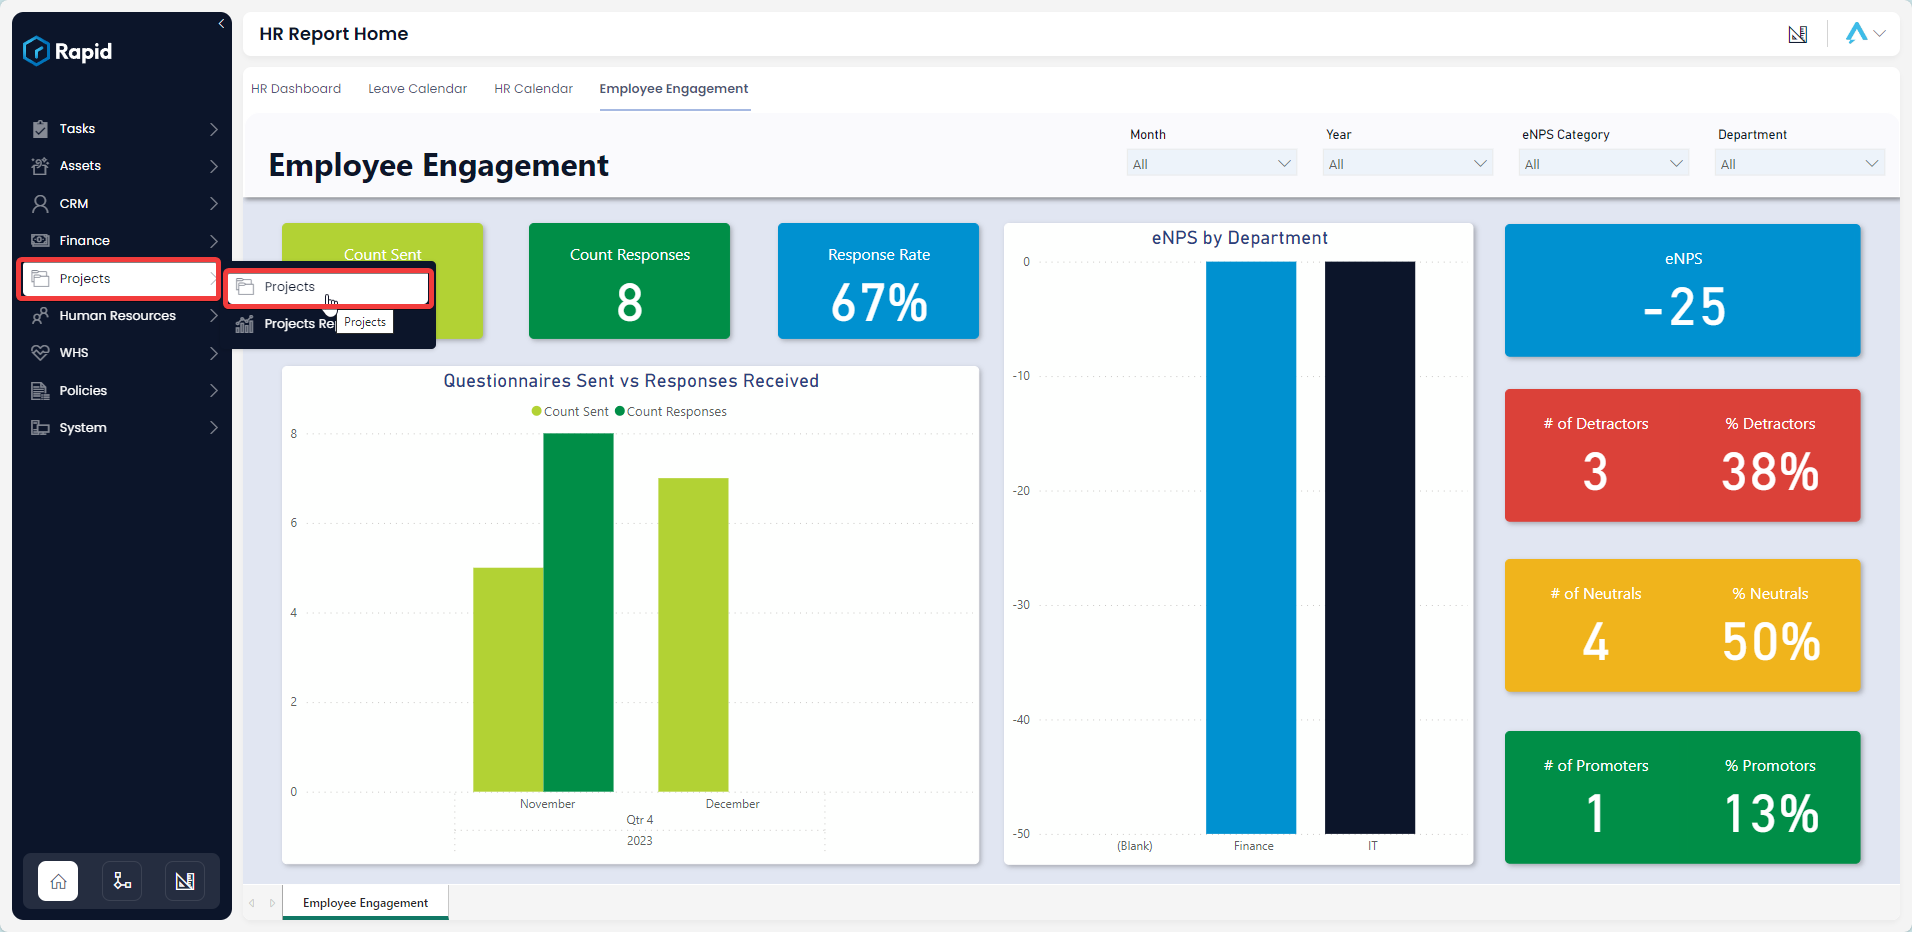 Rapid
Tasks
Assets
CRM
Finance
Projects
Human Resources
WHS
Policies
System
Projects
Projects
HR Report Home
HR Dashboard
Leave Calendar
HR Calendar
Employee Engagement
Employee Engagement
Month
All
Year
All
eNPS Category
All
Department
All
Count Sent
Count Responses
8
Response Rate
67%
Questionnaires Sent vs Responses Received
Count Sent
Count Responses
8
6
4
2
0
November
December
Qtr 4
2023
eNPS by Department
0
-10
-20
-30
-40
-50
(Blank)
Finance
IT
eNPS
-25
# of Detractors
% Detractors
3
38%
# of Neutrals
% Neutrals
4
50%
# of Promoters
% Promotors
1
13%
Projects
Employee Engagement